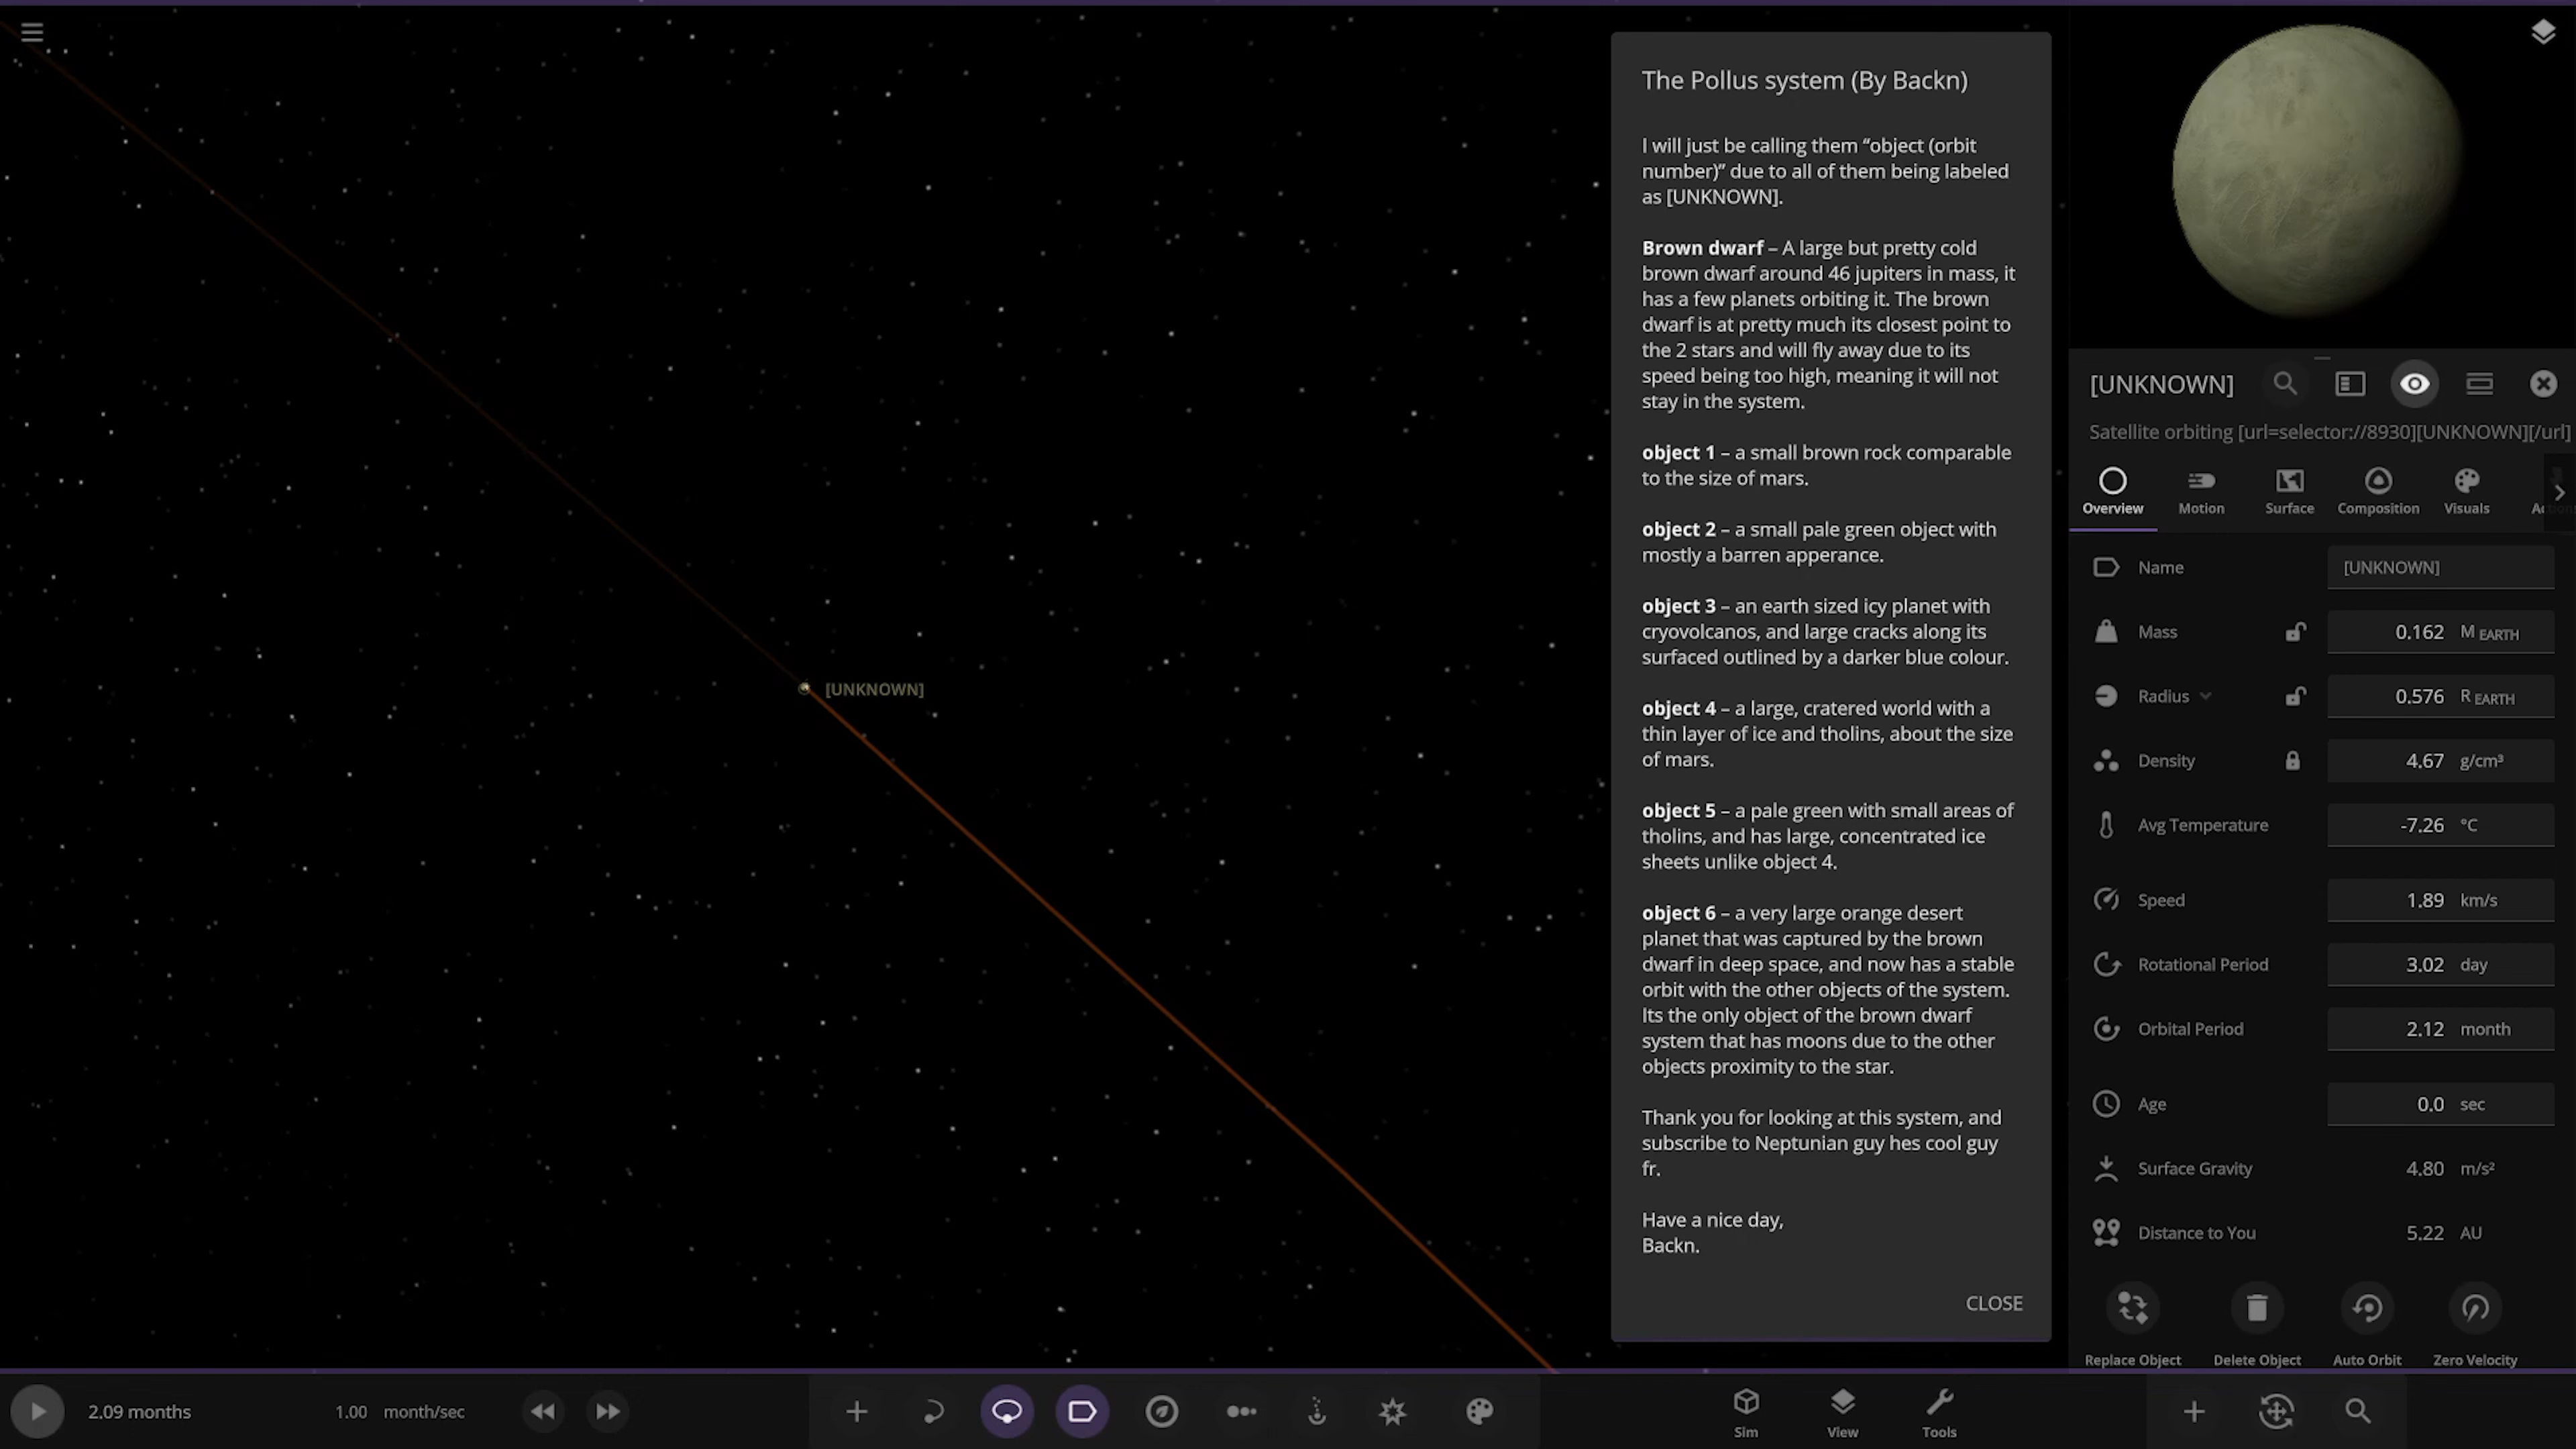 [UNKNOWN]
The Pollus system (By Backn)
I will just be calling them “object (orbit
number)” due to all of them being labeled
as [UNKNOWN].
Brown dwarf – A large but pretty cold
brown dwarf around 46 jupiters in mass, it
has a few planets orbiting it. The brown
dwarf is at pretty much its closest point to
the 2 stars and will fly away due to its
speed being too high, meaning it will not
stay in the system.
object 1 – a small brown rock comparable
to the size of mars.
object 2 – a small pale green object with
mostly a barren apperance.
object 3 – an earth sized icy planet with
cryovolcanos, and large cracks along its
surfaced outlined by a darker blue colour.
object 4 – a large, cratered world with a
thin layer of ice and tholins, about the size
of mars.
object 5 – a pale green with small areas of
tholins, and has large, concentrated ice
sheets unlike object 4.
object 6 – a very large orange desert
planet that was captured by the brown
dwarf in deep space, and now has a stable
orbit with the other objects of the system.
Its the only object of the brown dwarf
system that has moons due to the other
objects proximity to the star.
Thank you for looking at this system, and
subscribe to Neptunian guy hes cool guy
fr.
Have a nice day,
Backn.
CLOSE
[UNKNOWN]
Satellite orbiting [url=selector://8930][UNKNOWN][/url]
Overview Motion Surface Composition Visuals
Name [UNKNOWN]
Mass 0.162 M EARTH
Radius 0.576 R EARTH
Density 4.67 g/cm³
Avg Temperature -7.26 °C
Speed 1.89 km/s
Rotational Period 3.02 day
Orbital Period 2.12 month
Age 0.0 sec
Surface Gravity 4.80 m/s²
Distance to You 5.22 AU
Replace Object Delete Object Auto Orbit Zero Velocity
2.09 months 1.00 month/sec
Sim View Tools